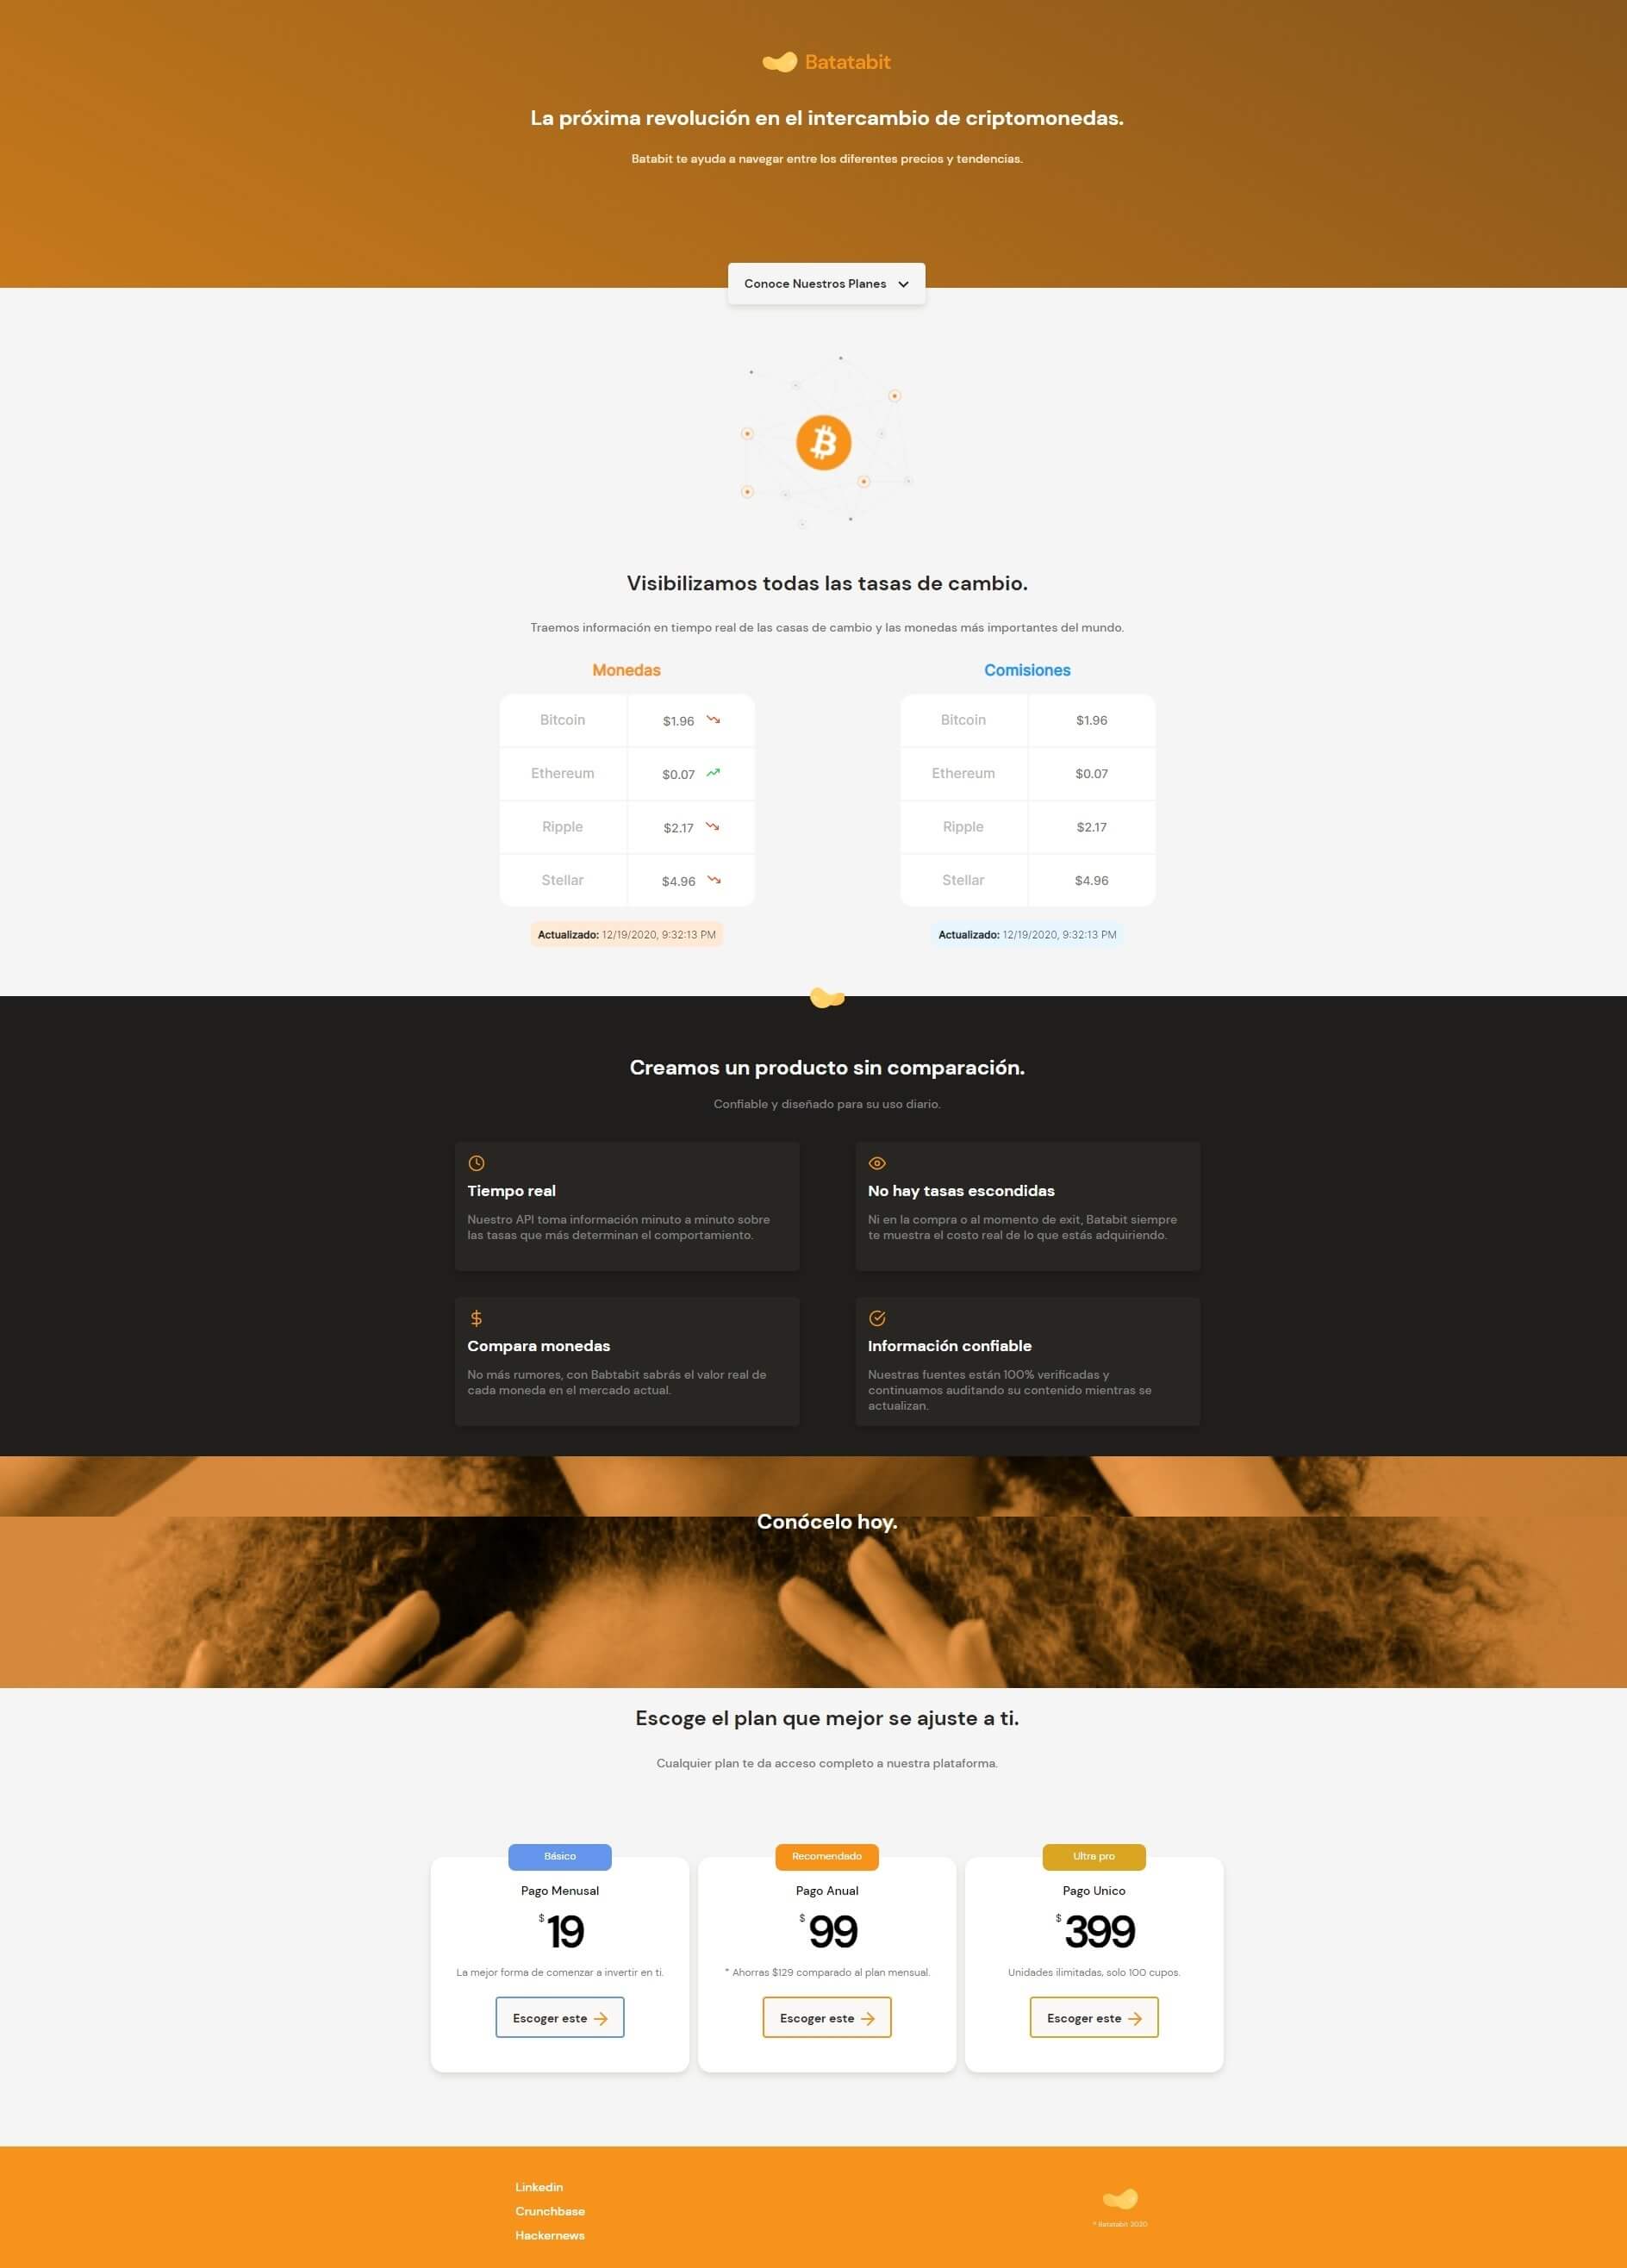 Batatabit
La próxima revolución en el intercambio de criptomonedas.
Batabit te ayuda a navegar entre los diferentes precios y tendencias.
Conoce Nuestros Planes
Visibilizamos todas las tasas de cambio.
Traemos información en tiempo real de las casas de cambio y las monedas más importantes del mundo.
Monedas
Bitcoin $1.96
Ethereum $0.07
Ripple $2.17
Stellar $4.96
Actualizado: 12/19/2020, 9:32:13 PM
Comisiones
Bitcoin $1.96
Ethereum $0.07
Ripple $2.17
Stellar $4.96
Actualizado: 12/19/2020, 9:32:13 PM
Creamos un producto sin comparación.
Confiable y diseñado para su uso diario.
Tiempo real
Nuestro API toma información minuto a minuto sobre
las tasas que más determinan el comportamiento.
No hay tasas escondidas
Ni en la compra o al momento de exit, Batabit siempre
te muestra el costo real de lo que estás adquiriendo.
Compara monedas
No más rumores, con Babtabit sabrás el valor real de
cada moneda en el mercado actual.
Información confiable
Nuestras fuentes están 100% verificadas y
continuamos auditando su contenido mientras se
actualizan.
Conócelo hoy.
Escoge el plan que mejor se ajuste a ti.
Cualquier plan te da acceso completo a nuestra plataforma.
Básico
Pago Menusal
$ 19
La mejor forma de comenzar a invertir en ti.
Escoger este
Recomendado
Pago Anual
$ 99
* Ahorras $129 comparado al plan mensual.
Escoger este
Ultra pro
Pago Unico
$ 399
Unidades ilimitadas, solo 100 cupos.
Escoger este
Linkedin
Crunchbase
Hackernews
* Batatabit 2020